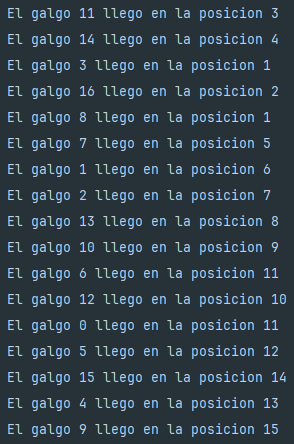 El galgo 11 llego en la posicion 3
El galgo 14 llego en la posicion 4
El galgo 3 llego en la posicion 1
El galgo 16 llego en la posicion 2
El galgo 8 llego en la posicion 1
El galgo 7 llego en la posicion 5
El galgo 1 llego en la posicion 6
El galgo 2 llego en la posicion 7
El galgo 13 llego en la posicion 8
El galgo 10 llego en la posicion 9
El galgo 6 llego en la posicion 11
El galgo 12 llego en la posicion 10
El galgo 0 llego en la posicion 11
El galgo 5 llego en la posicion 12
El galgo 15 llego en la posicion 14
El galgo 4 llego en la posicion 13
El galgo 9 llego en la posicion 15